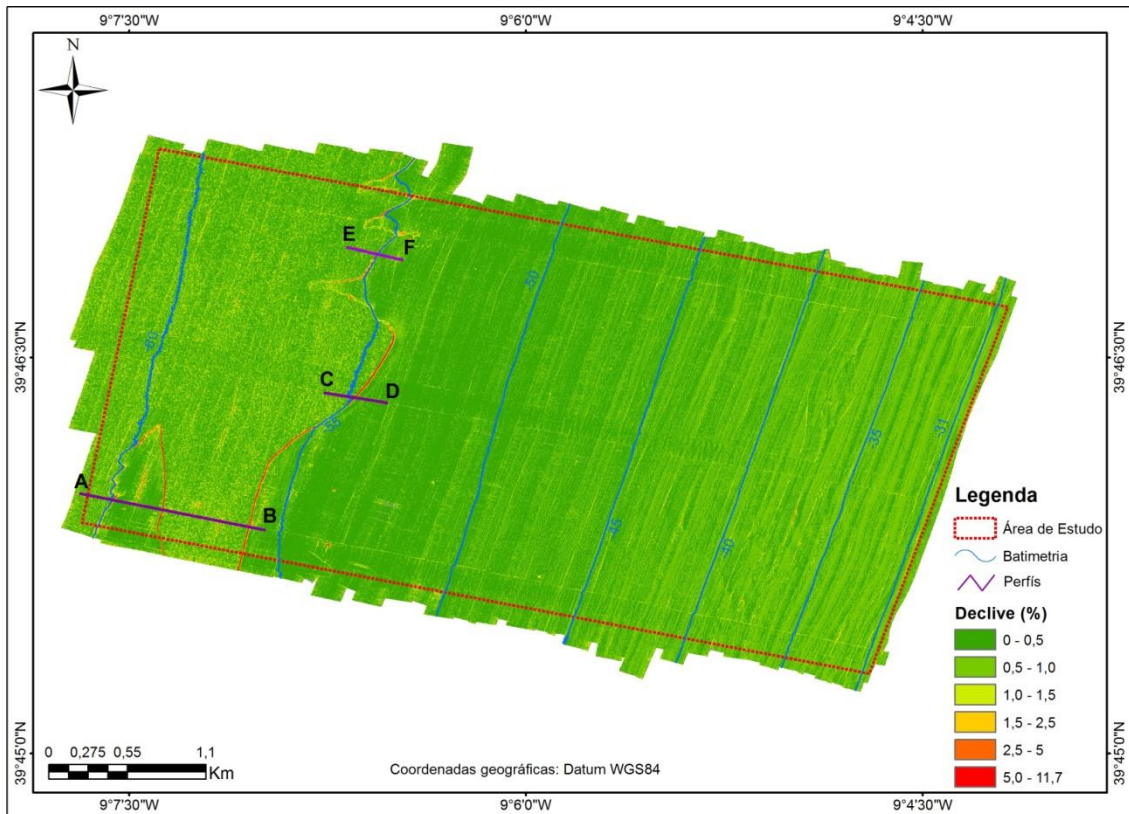 9°7'30"W
9°6'0"W
9°4'30"W
N
39°46'30"N
39°46'30"N
39°45'0"N
39°45'0"N
E
F
C
D
A
B
-60
-55
-50
-45
-40
-35
-31
Legenda
Área de Estudo
Batimetria
Perfís
Declive (%)
0 - 0,5
0,5 - 1,0
1,0 - 1,5
1,5 - 2,5
2,5 - 5
5,0 - 11,7
0 0,275 0,55 1,1
Km
Coordenadas geográficas: Datum WGS84
9°7'30"W
9°6'0"W
9°4'30"W